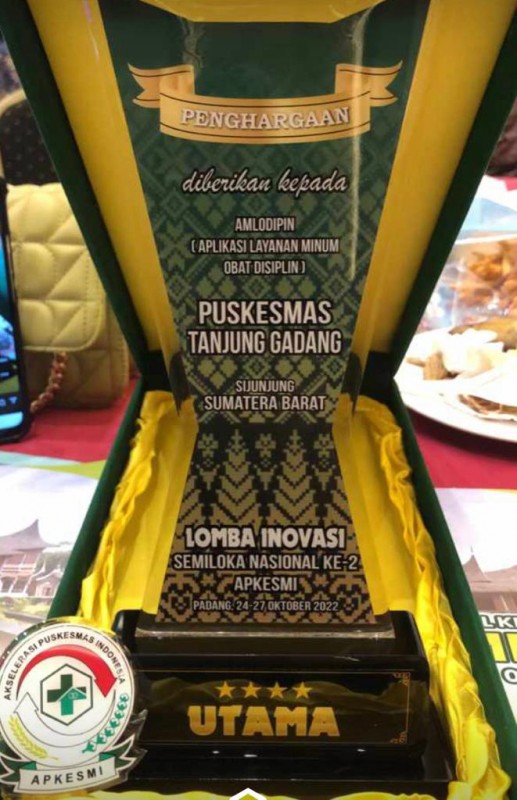 PENGHARGAAN
diberikan kepada
AMLODIPIN
( APLIKASI LAYANAN MINUM
OBAT DISIPLIN )
PUSKESMAS
TANJUNG GADANG
SIJUNJUNG
SUMATERA BARAT
LOMBA INOVASI
SEMILOKA NASIONAL KE-2
APKESMI
PADANG, 24-27 OKTOBER 2022
UTAMA
AKSELERASI PUSKESMAS INDONESIA
APKESMI